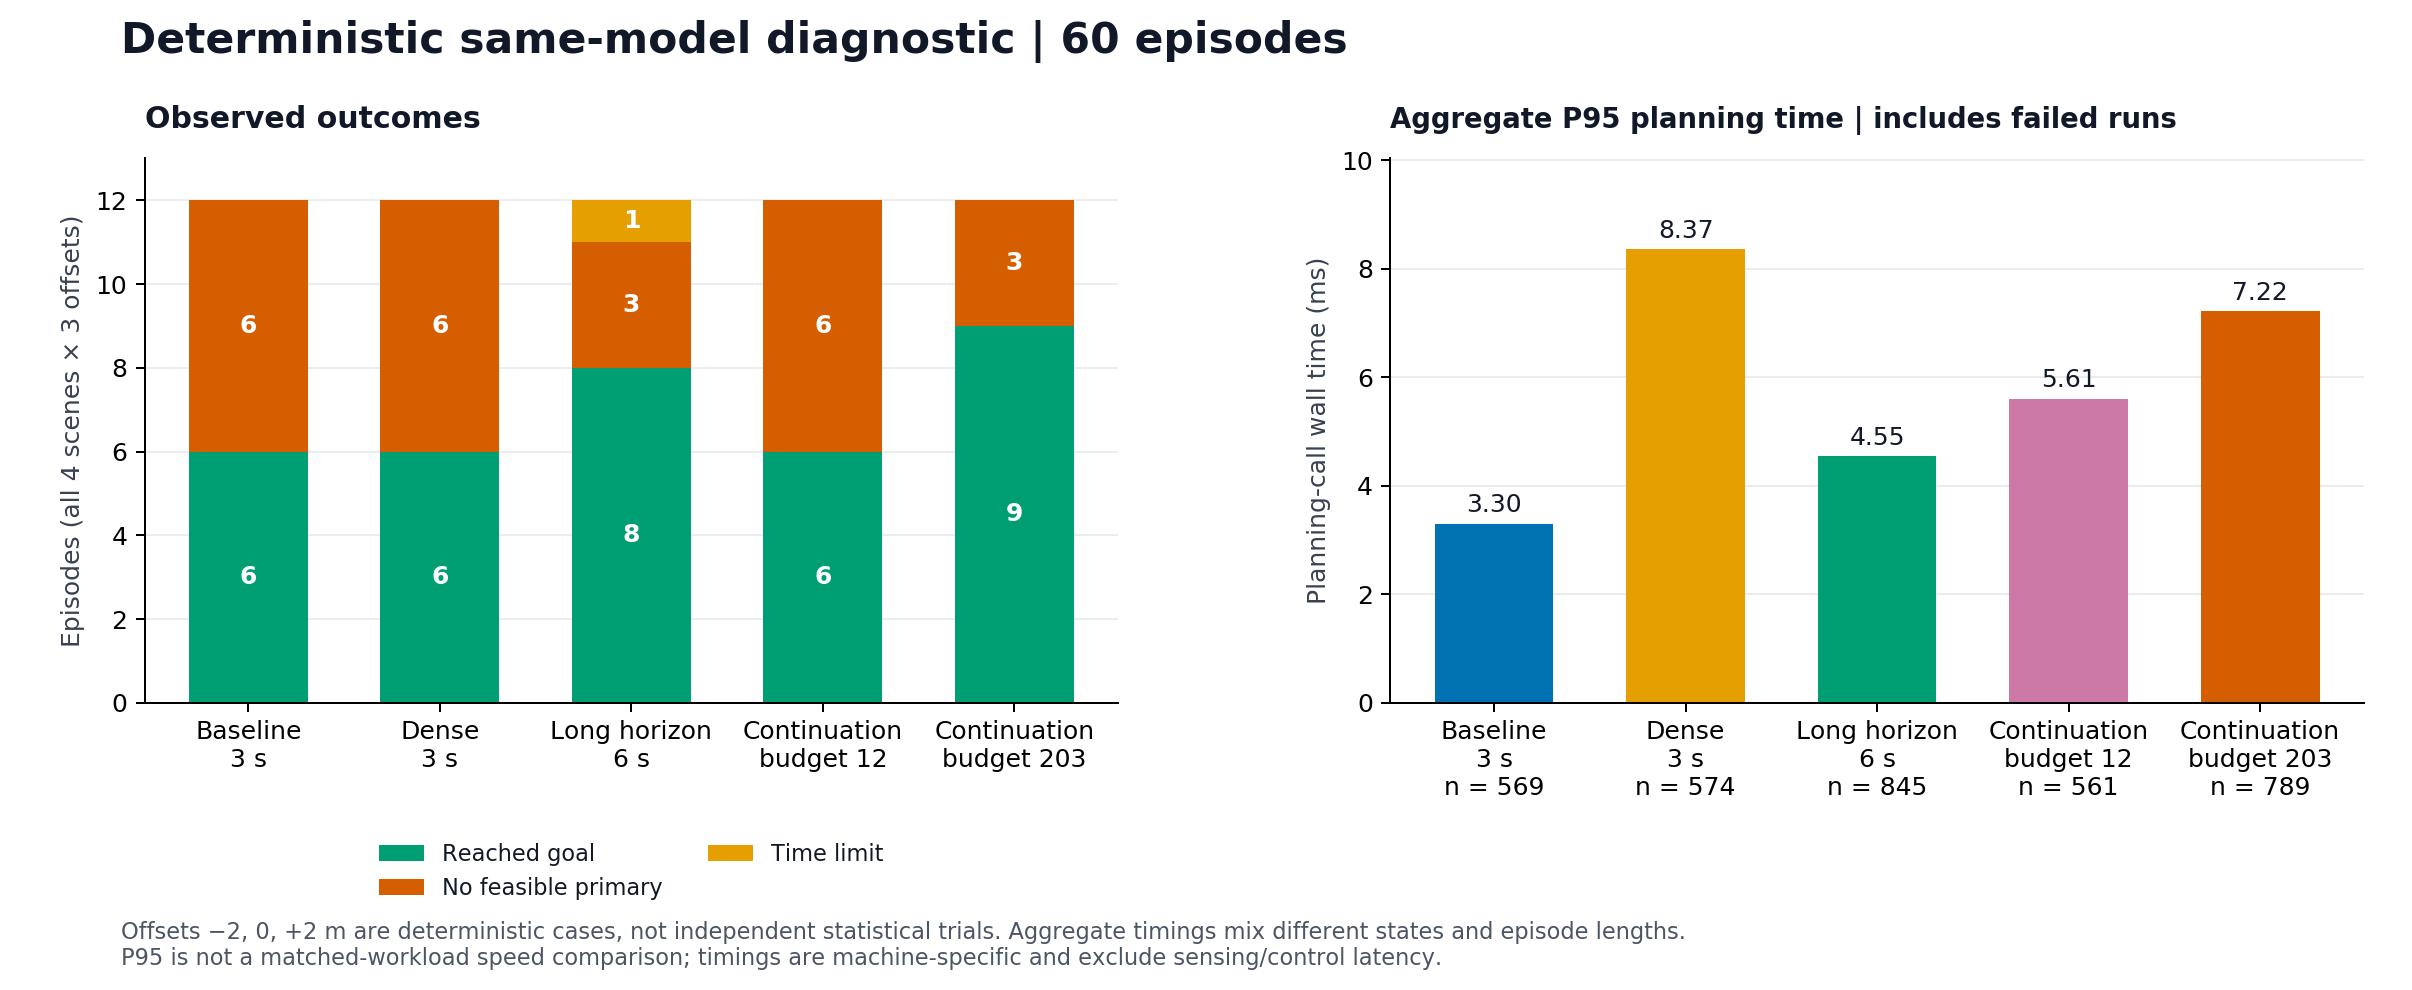 Deterministic same-model diagnostic | 60 episodes
Observed outcomes
Episodes (all 4 scenes × 3 offsets)
12
10
8
6
4
2
0
6
6
6
6
1
3
8
6
6
3
9
Baseline
3 s
Dense
3 s
Long horizon
6 s
Continuation
budget 12
Continuation
budget 203
Reached goal
No feasible primary
Time limit
Aggregate P95 planning time | includes failed runs
Planning-call wall time (ms)
10
8
6
4
2
0
3.30
8.37
4.55
5.61
7.22
Baseline
3 s
n = 569
Dense
3 s
n = 574
Long horizon
6 s
n = 845
Continuation
budget 12
n = 561
Continuation
budget 203
n = 789
Offsets −2, 0, +2 m are deterministic cases, not independent statistical trials. Aggregate timings mix different states and episode lengths.
P95 is not a matched-workload speed comparison; timings are machine-specific and exclude sensing/control latency.